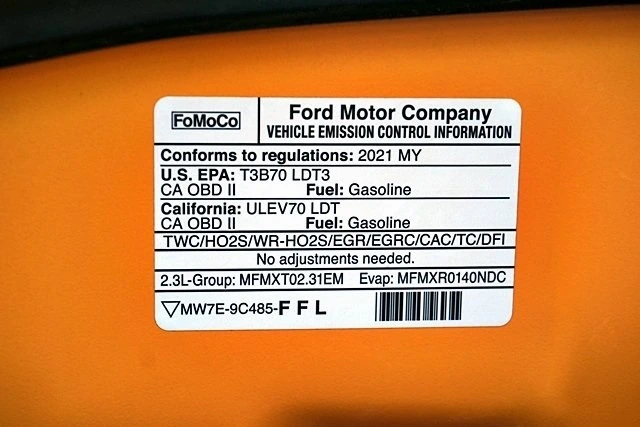 FoMoCo
Ford Motor Company
VEHICLE EMISSION CONTROL INFORMATION
Conforms to regulations: 2021 MY
U.S. EPA: T3B70 LDT3
CA OBD II Fuel: Gasoline
California: ULEV70 LDT
CA OBD II Fuel: Gasoline
TWC/HO2S/WR-HO2S/EGR/EGRC/CAC/TC/DFI
No adjustments needed.
2.3L-Group: MFMXT02.31EM Evap: MFMXR0140NDC
MW7E-9C485-F F L